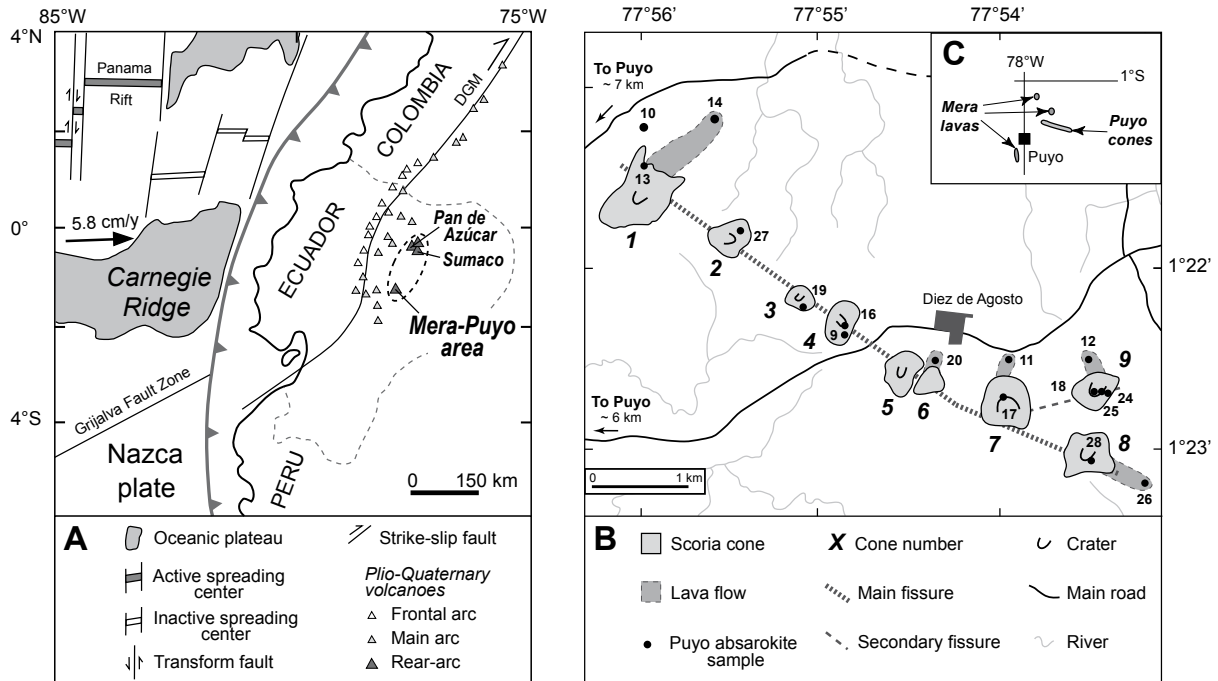 85°W
75°W
4°N
0°
4°S
Panama
Rift
5.8 cm/y
Carnegie
Ridge
Grijalva Fault Zone
Nazca
plate
COLOMBIA
ECUADOR
PERU
DGM
Pan de
Azúcar
Sumaco
Mera-Puyo
area
0 150 km
A
Oceanic plateau
Active spreading
center
Inactive spreading
center
Transform fault
Strike-slip fault
Plio-Quaternary
volcanoes
Frontal arc
Main arc
Rear-arc
77°56'
77°55'
77°54'
1°22'
1°23'
To Puyo
~ 7 km
10
14
13
1
27
2
19
3
16
9
4
Diez de Agosto
20
5
6
11
17
7
12
9
18
24
25
28
8
26
To Puyo
~ 6 km
0 1 km
C
78°W
1°S
Mera
lavas
Puyo
cones
Puyo
B
Scoria cone
Lava flow
Puyo absarokite
sample
X Cone number
Main fissure
Secondary fissure
Crater
Main road
River